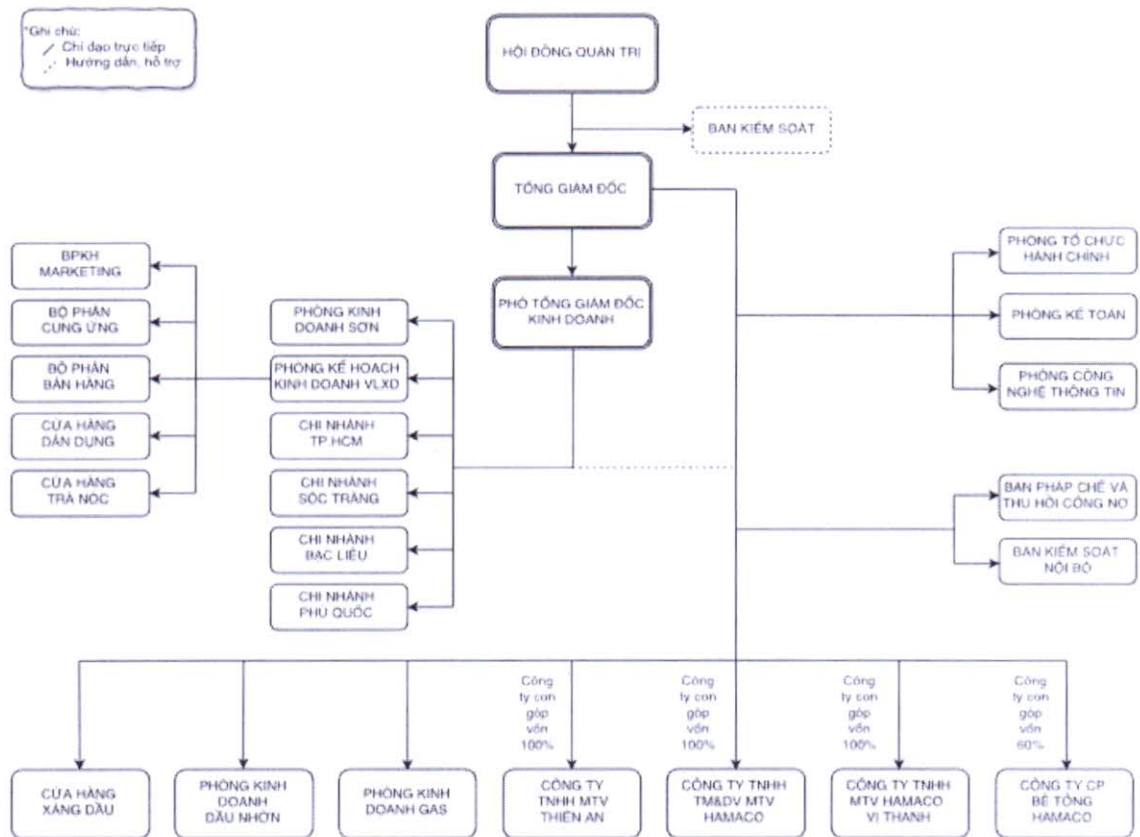 *Ghi chú:
Chỉ đạo trực tiếp
Hướng dẫn, hỗ trợ
HỘI ĐỒNG QUẢN TRỊ
BAN KIỂM SOÁT
TỔNG GIÁM ĐỐC
PHÓ TỔNG GIÁM ĐỐC
KINH DOANH
BPKH
MARKETING
BỘ PHẬN
CUNG ỨNG
BỘ PHẬN
BÁN HÀNG
CỬA HÀNG
DÂN DỤNG
CỬA HÀNG
TRÀ NÓC
PHÒNG KINH
DOANH SƠN
PHÒNG KẾ HOẠCH
KINH DOANH VLXD
CHI NHÁNH
TP HCM
CHI NHÁNH
SÓC TRĂNG
CHI NHÁNH
BẠC LIÊU
CHI NHÁNH
PHÚ QUỐC
PHÒNG TỔ CHỨC
HÀNH CHÍNH
PHÒNG KẾ TOÁN
PHÒNG CÔNG
NGHỆ THÔNG TIN
BAN PHÁP CHẾ VÀ
THU HỒI CÔNG NỢ
BAN KIỂM SOÁT
NỘI BỘ
Công
ty con
góp
vốn
100%
Công
ty con
góp
vốn
100%
Công
ty con
góp
vốn
100%
Công
ty con
góp
vốn
60%
CỬA HÀNG
XĂNG DẦU
PHÒNG KINH
DOANH
DẦU NHỜN
PHÒNG KINH
DOANH GAS
CÔNG TY
TNHH MTV
THIÊN AN
CÔNG TY TNHH
TM&DV MTV
HAMACO
CÔNG TY TNHH
MTV HAMACO
VỊ THANH
CÔNG TY CP
BÊ TÔNG
HAMACO